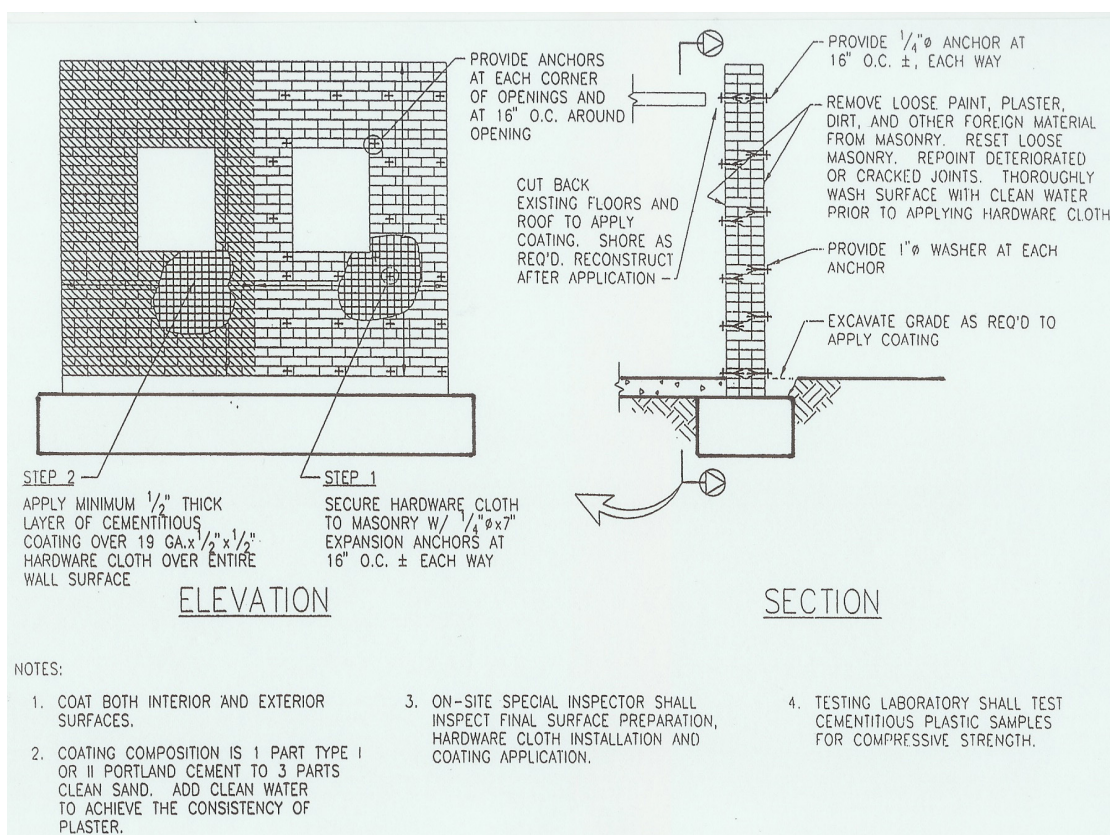 PROVIDE ANCHORS
AT EACH CORNER
OF OPENINGS AND
AT 16" O.C. AROUND
OPENING
CUT BACK
EXISTING FLOORS AND
ROOF TO APPLY
COATING. SHORE AS
REQ'D. RECONSTRUCT
AFTER APPLICATION
PROVIDE 1/4"ø ANCHOR AT
16" O.C. ±, EACH WAY
REMOVE LOOSE PAINT, PLASTER,
DIRT, AND OTHER FOREIGN MATERIAL
FROM MASONRY. RESET LOOSE
MASONRY. REPOINT DETERIORATED
OR CRACKED JOINTS. THOROUGHLY
WASH SURFACE WITH CLEAN WATER
PRIOR TO APPLYING HARDWARE CLOTH
PROVIDE 1"ø WASHER AT EACH
ANCHOR
EXCAVATE GRADE AS REQ'D TO
APPLY COATING
STEP 2
APPLY MINIMUM 1/2" THICK
LAYER OF CEMENTITIOUS
COATING OVER 19 GA.x1/2"x1/2"
HARDWARE CLOTH OVER ENTIRE
WALL SURFACE
STEP 1
SECURE HARDWARE CLOTH
TO MASONRY W/ 1/4"øx7"
EXPANSION ANCHORS AT
16" O.C. ± EACH WAY
ELEVATION
SECTION
NOTES:
1. COAT BOTH INTERIOR AND EXTERIOR
SURFACES.
2. COATING COMPOSITION IS 1 PART TYPE I
OR II PORTLAND CEMENT TO 3 PARTS
CLEAN SAND. ADD CLEAN WATER
TO ACHIEVE THE CONSISTENCY OF
PLASTER.
3. ON-SITE SPECIAL INSPECTOR SHALL
INSPECT FINAL SURFACE PREPARATION,
HARDWARE CLOTH INSTALLATION AND
COATING APPLICATION.
4. TESTING LABORATORY SHALL TEST
CEMENTITIOUS PLASTIC SAMPLES
FOR COMPRESSIVE STRENGTH.